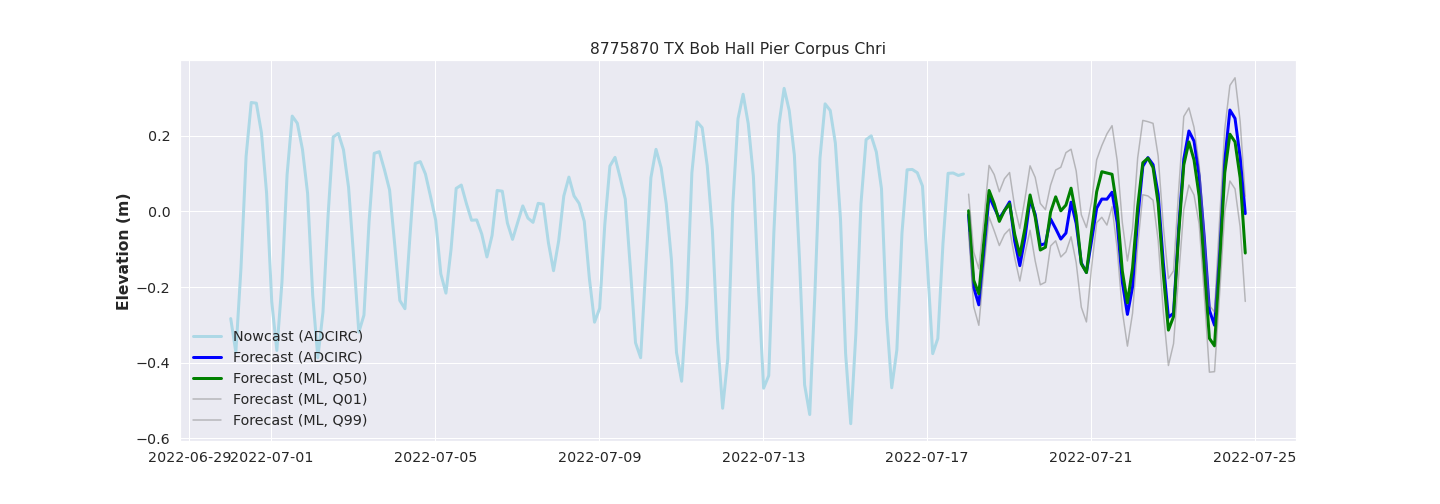 8775870 TX Bob Hall Pier Corpus Chri
Elevation (m)
0.2
0.0
−0.2
−0.4
−0.6
Nowcast (ADCIRC)
Forecast (ADCIRC)
Forecast (ML, Q50)
Forecast (ML, Q01)
Forecast (ML, Q99)
2022-06-29 2022-07-01 2022-07-05 2022-07-09 2022-07-13 2022-07-17 2022-07-21 2022-07-25